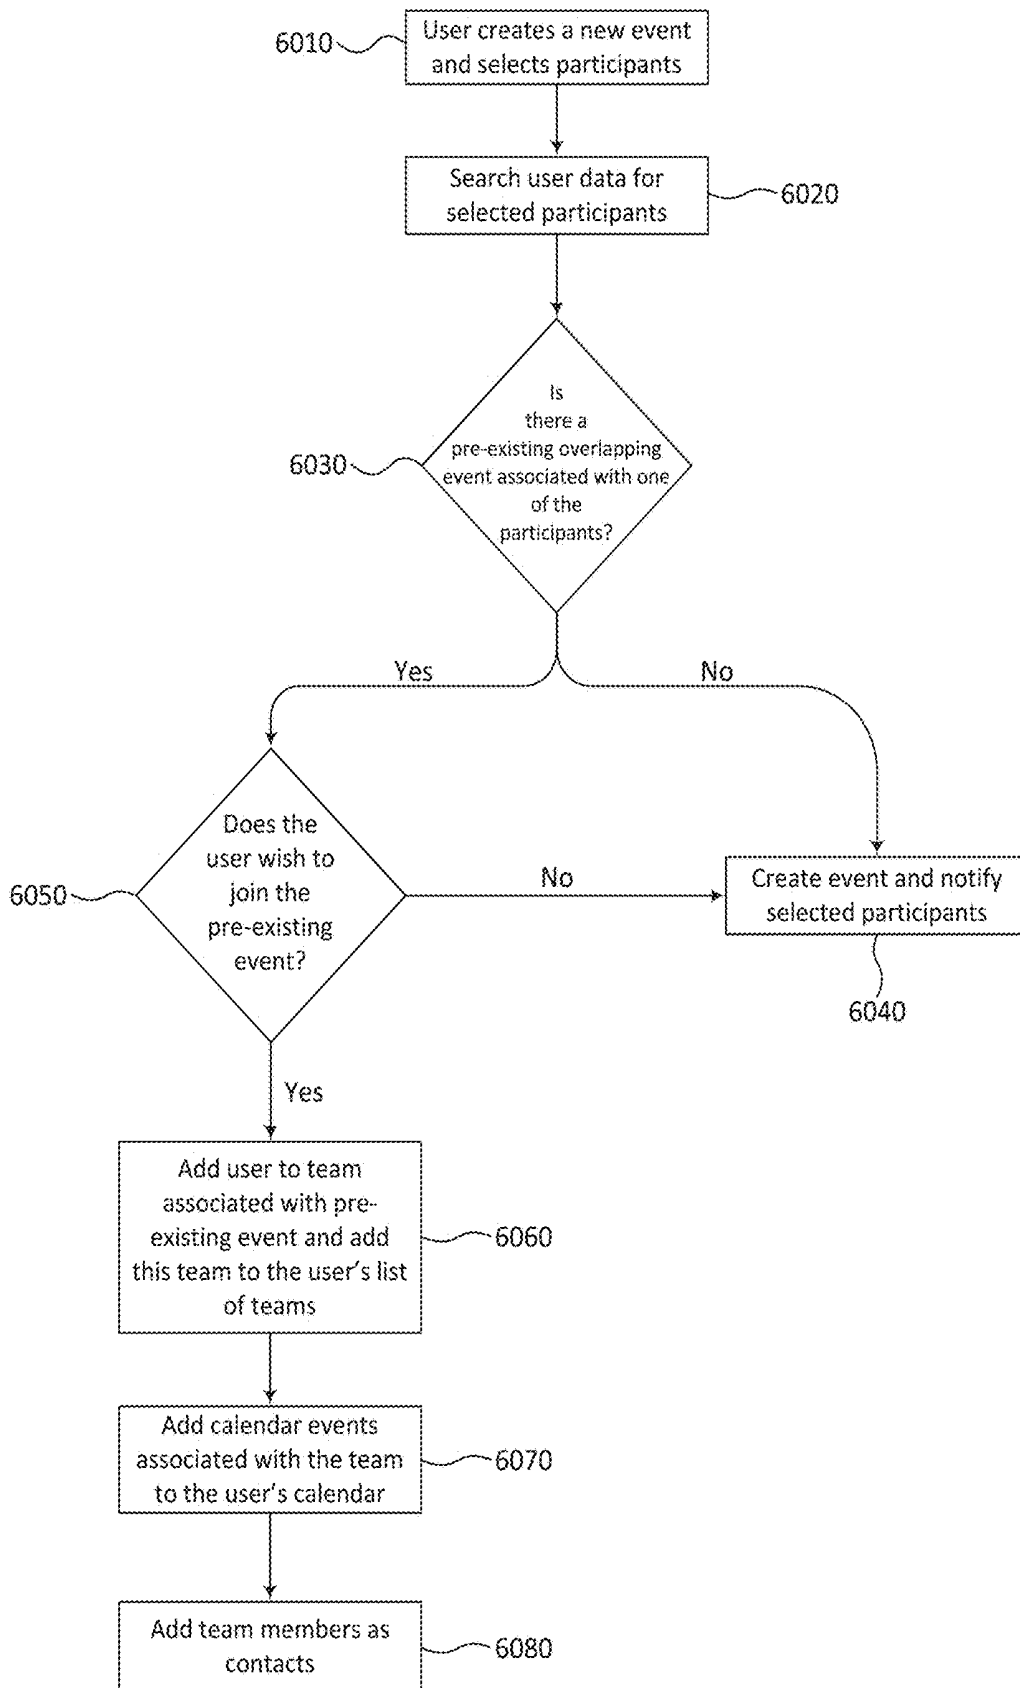 6010
User creates a new event
and selects participants
Search user data for
selected participants
6020
Is
there a
pre-existing overlapping
event associated with one
of the
participants?
6030
Yes
No
Does the
user wish to
join the
pre-existing
event?
6050
No
Create event and notify
selected participants
6040
Yes
Add user to team
associated with pre-
existing event and add
this team to the user's list
of teams
6060
Add calendar events
associated with the team
to the user's calendar
6070
Add team members as
contacts
6080